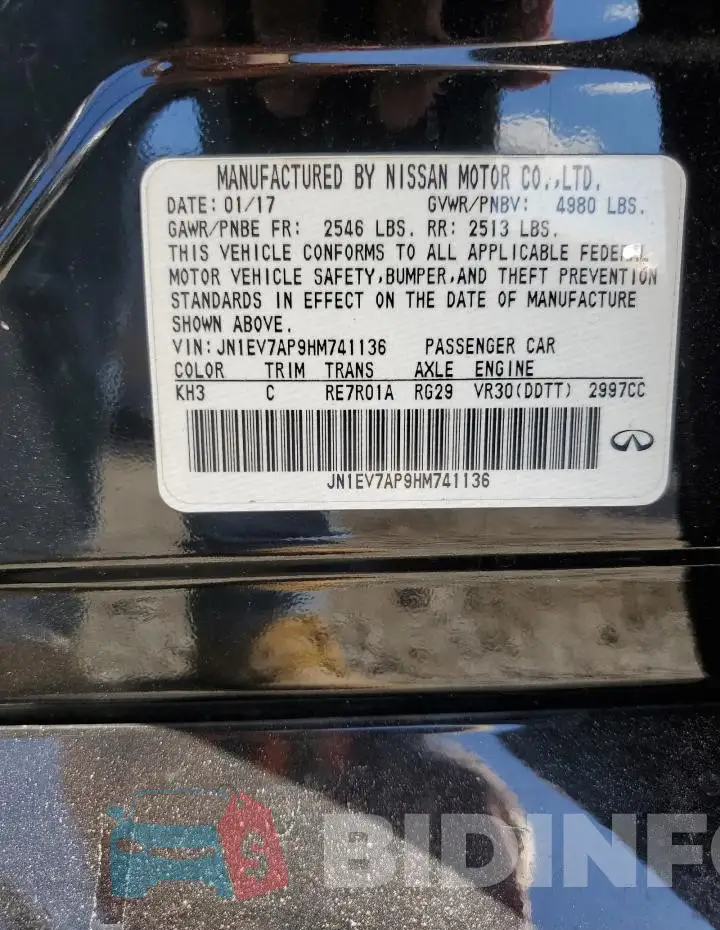 MANUFACTURED BY NISSAN MOTOR CO.,LTD.
DATE: 01/17 GVWR/PNBV: 4980 LBS.
GAWR/PNBE FR: 2546 LBS. RR: 2513 LBS.
THIS VEHICLE CONFORMS TO ALL APPLICABLE FEDERAL
MOTOR VEHICLE SAFETY,BUMPER,AND THEFT PREVENTION
STANDARDS IN EFFECT ON THE DATE OF MANUFACTURE
SHOWN ABOVE.
VIN:JN1EV7AP9HM741136 PASSENGER CAR
COLOR TRIM TRANS AXLE ENGINE
KH3 C RE7R01A RG29 VR30(DDTT) 2997CC
JN1EV7AP9HM741136
$ BIDINFO